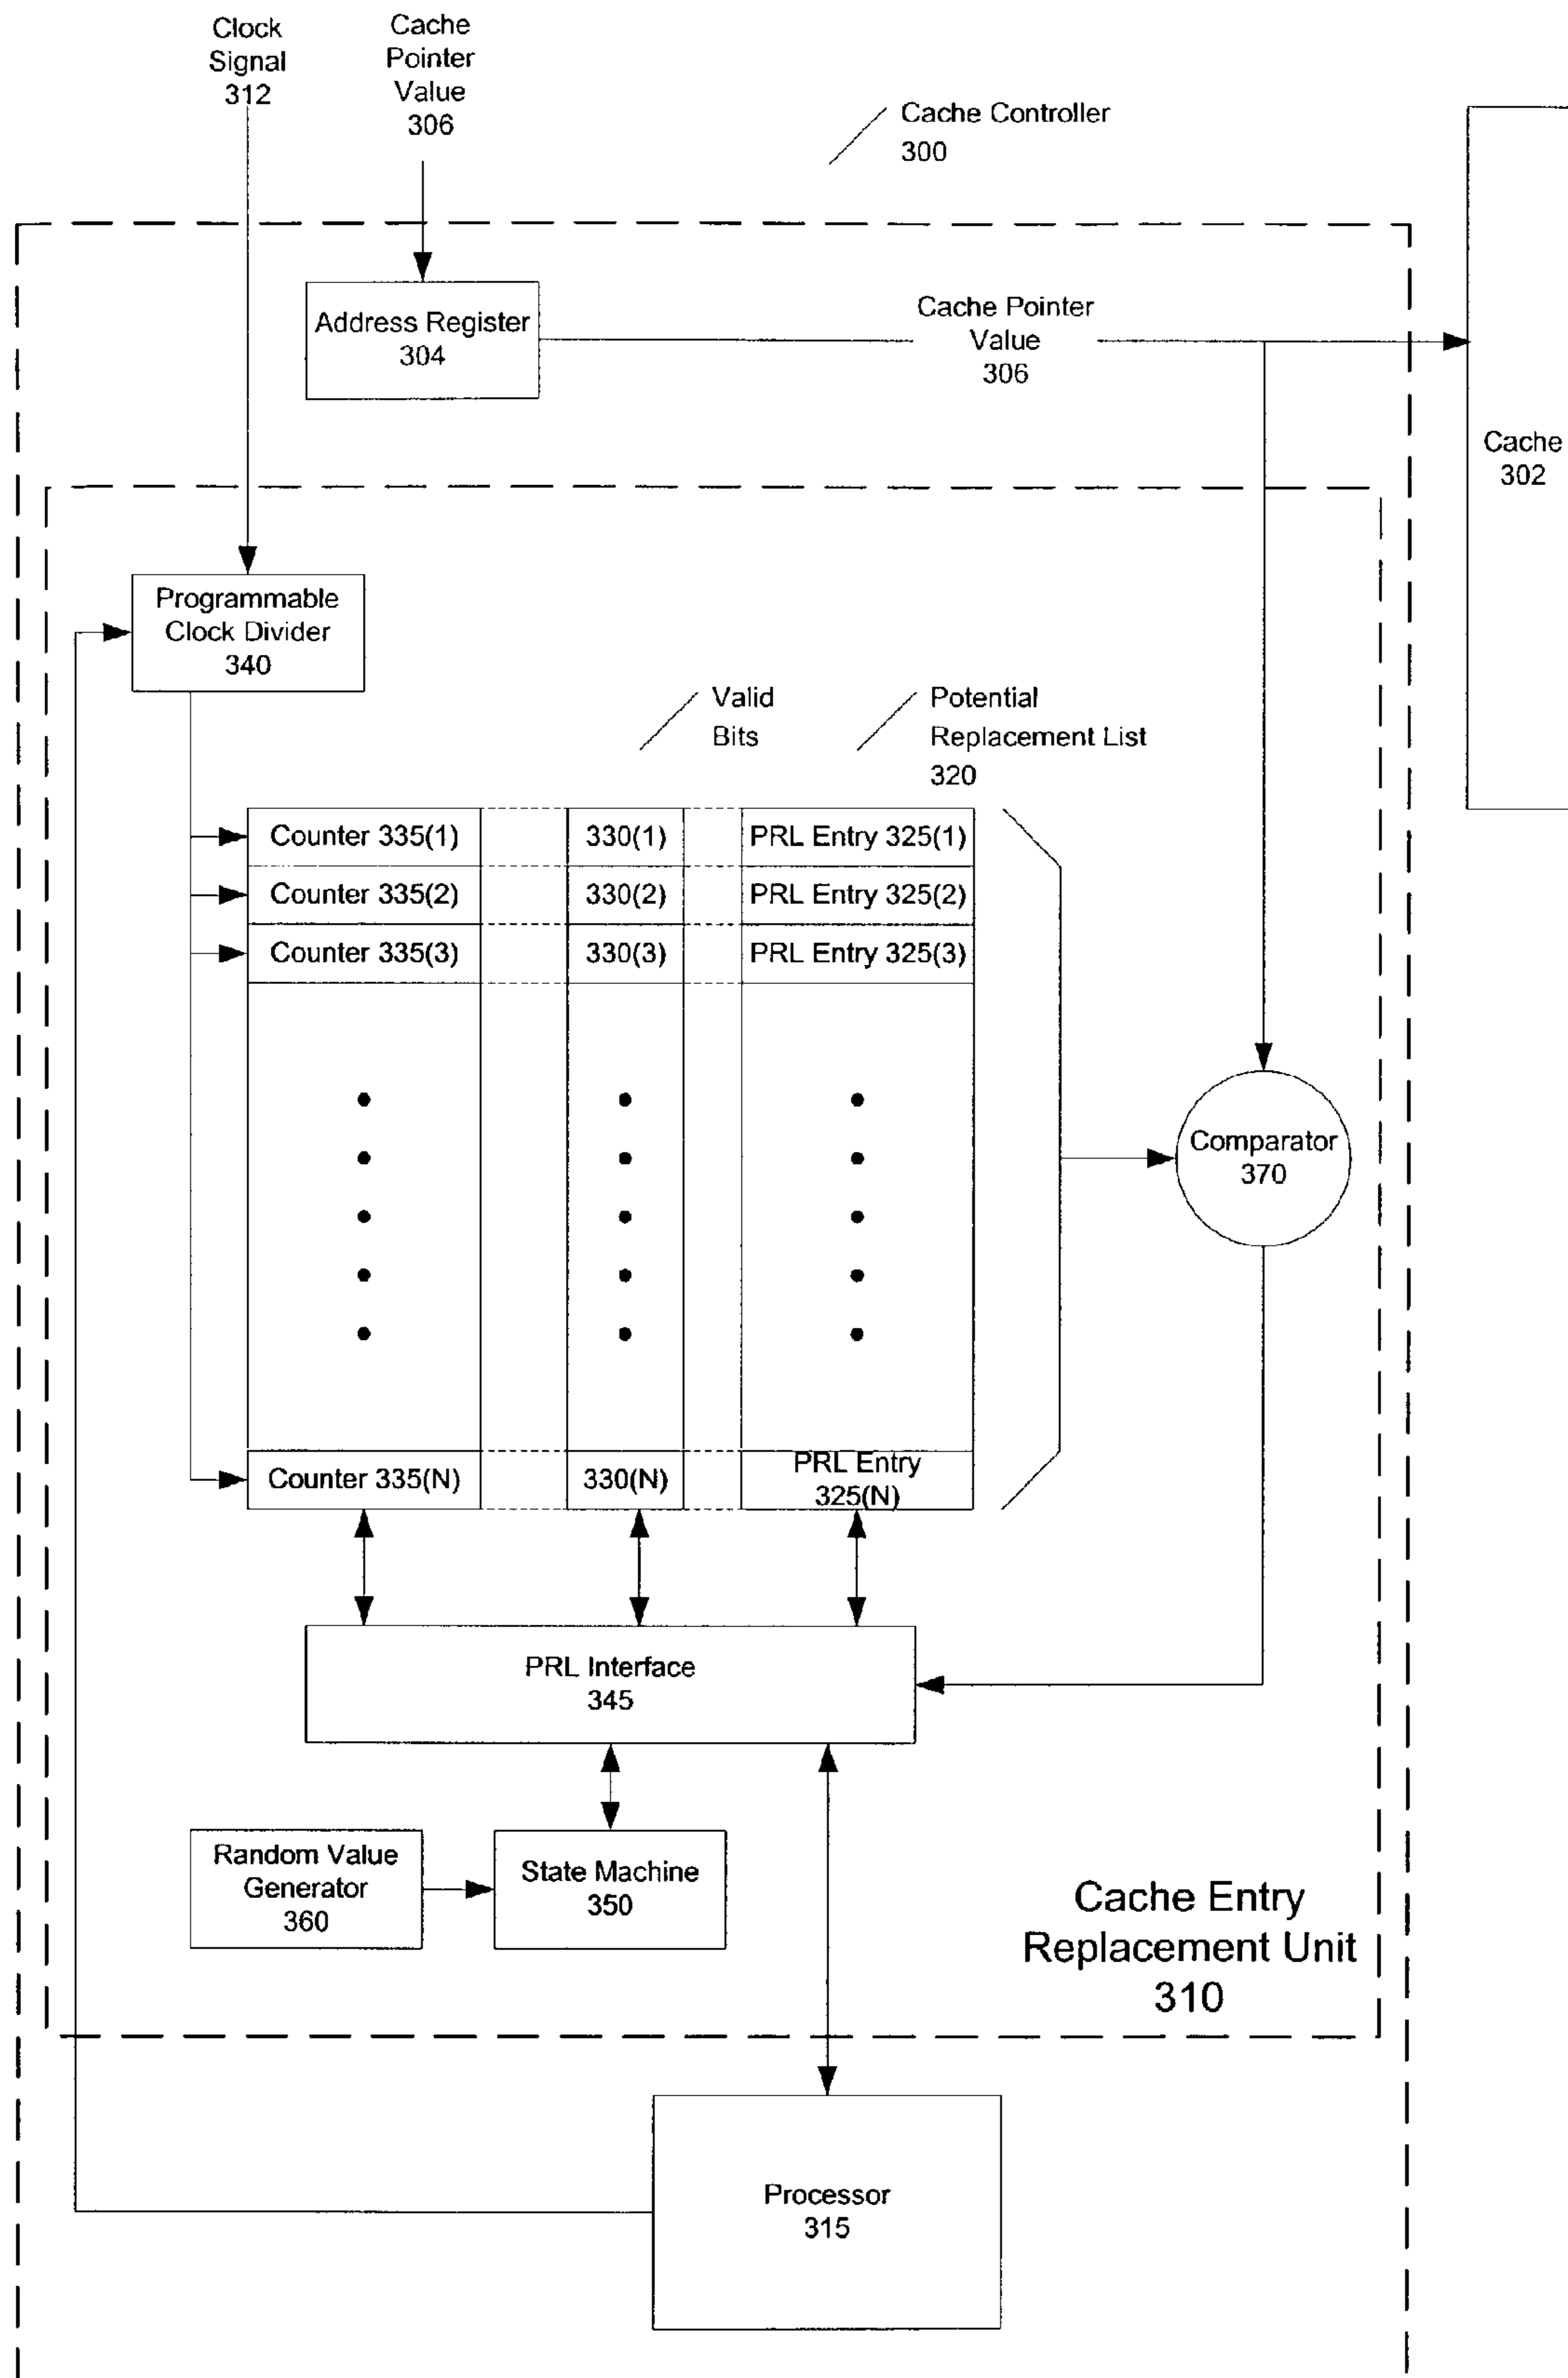 Clock
Signal
312
Cache
Pointer
Value
306
Cache Controller
300
Address Register
304
Cache Pointer
Value
306
Cache
302
Programmable
Clock Divider
340
Valid
Bits
Potential
Replacement List
320
Counter 335(1)
330(1)
PRL Entry 325(1)
Counter 335(2)
330(2)
PRL Entry 325(2)
Counter 335(3)
330(3)
PRL Entry 325(3)
Comparator
370
Counter 335(N)
330(N)
PRL Entry
325(N)
PRL Interface
345
Random Value
Generator
360
State Machine
350
Cache Entry
Replacement Unit
310
Processor
315